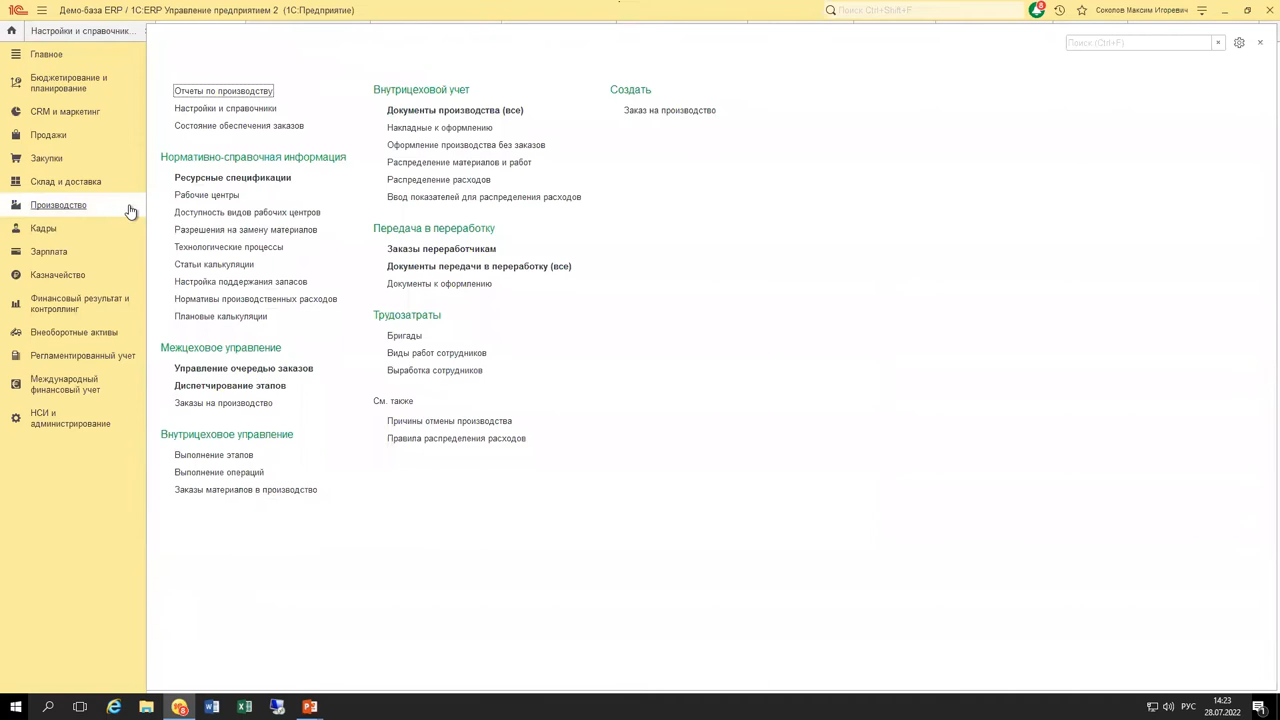 Демо-база ERP / 1С:ERP Управление предприятием 2 (1С:Предприятие)
Поиск Ctrl+Shift+F
8
Соколов Максим Игоревич
Настройки и справочник...
Поиск (Ctrl+F)
Главное
Бюджетирование и
планирование
CRM и маркетинг
Продажи
Закупки
Склад и доставка
Производство
Кадры
Зарплата
Казначейство
Финансовый результат и
контроллинг
Внеоборотные активы
Регламентированный учет
Международный
финансовый учет
НСИ и
администрирование
Отчеты по производству
Настройки и справочники
Состояние обеспечения заказов
Нормативно-справочная информация
Ресурсные спецификации
Рабочие центры
Доступность видов рабочих центров
Разрешения на замену материалов
Технологические процессы
Статьи калькуляции
Настройка поддержания запасов
Нормативы производственных расходов
Плановые калькуляции
Межцеховое управление
Управление очередью заказов
Диспетчирование этапов
Заказы на производство
Внутрицеховое управление
Выполнение этапов
Выполнение операций
Заказы материалов в производство
Внутрицеховой учет
Документы производства (все)
Накладные к оформлению
Оформление производства без заказов
Распределение материалов и работ
Распределение расходов
Ввод показателей для распределения расходов
Передача в переработку
Заказы переработчикам
Документы передачи в переработку (все)
Документы к оформлению
Трудозатраты
Бригады
Виды работ сотрудников
Выработка сотрудников
См. также
Причины отмены производства
Правила распределения расходов
Создать
Заказ на производство
РУС
14:23
28.07.2022